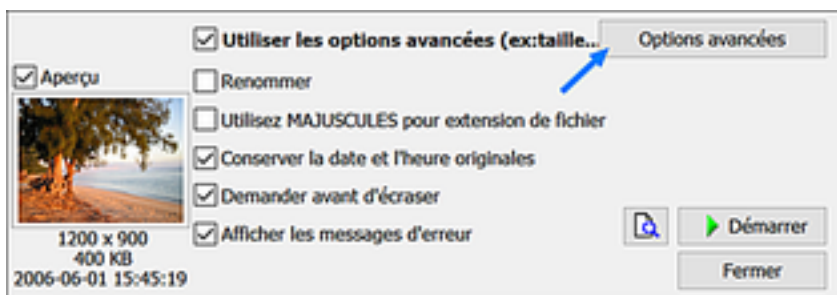 Utiliser les options avancées (ex:taille...
Options avancées
Aperçu
Renommer
Utilisez MAJUSCULES pour extension de fichier
Conserver la date et l'heure originales
Demander avant d'écraser
Afficher les messages d'erreur
1200 x 900
400 KB
2006-06-01 15:45:19
Démarrer
Fermer